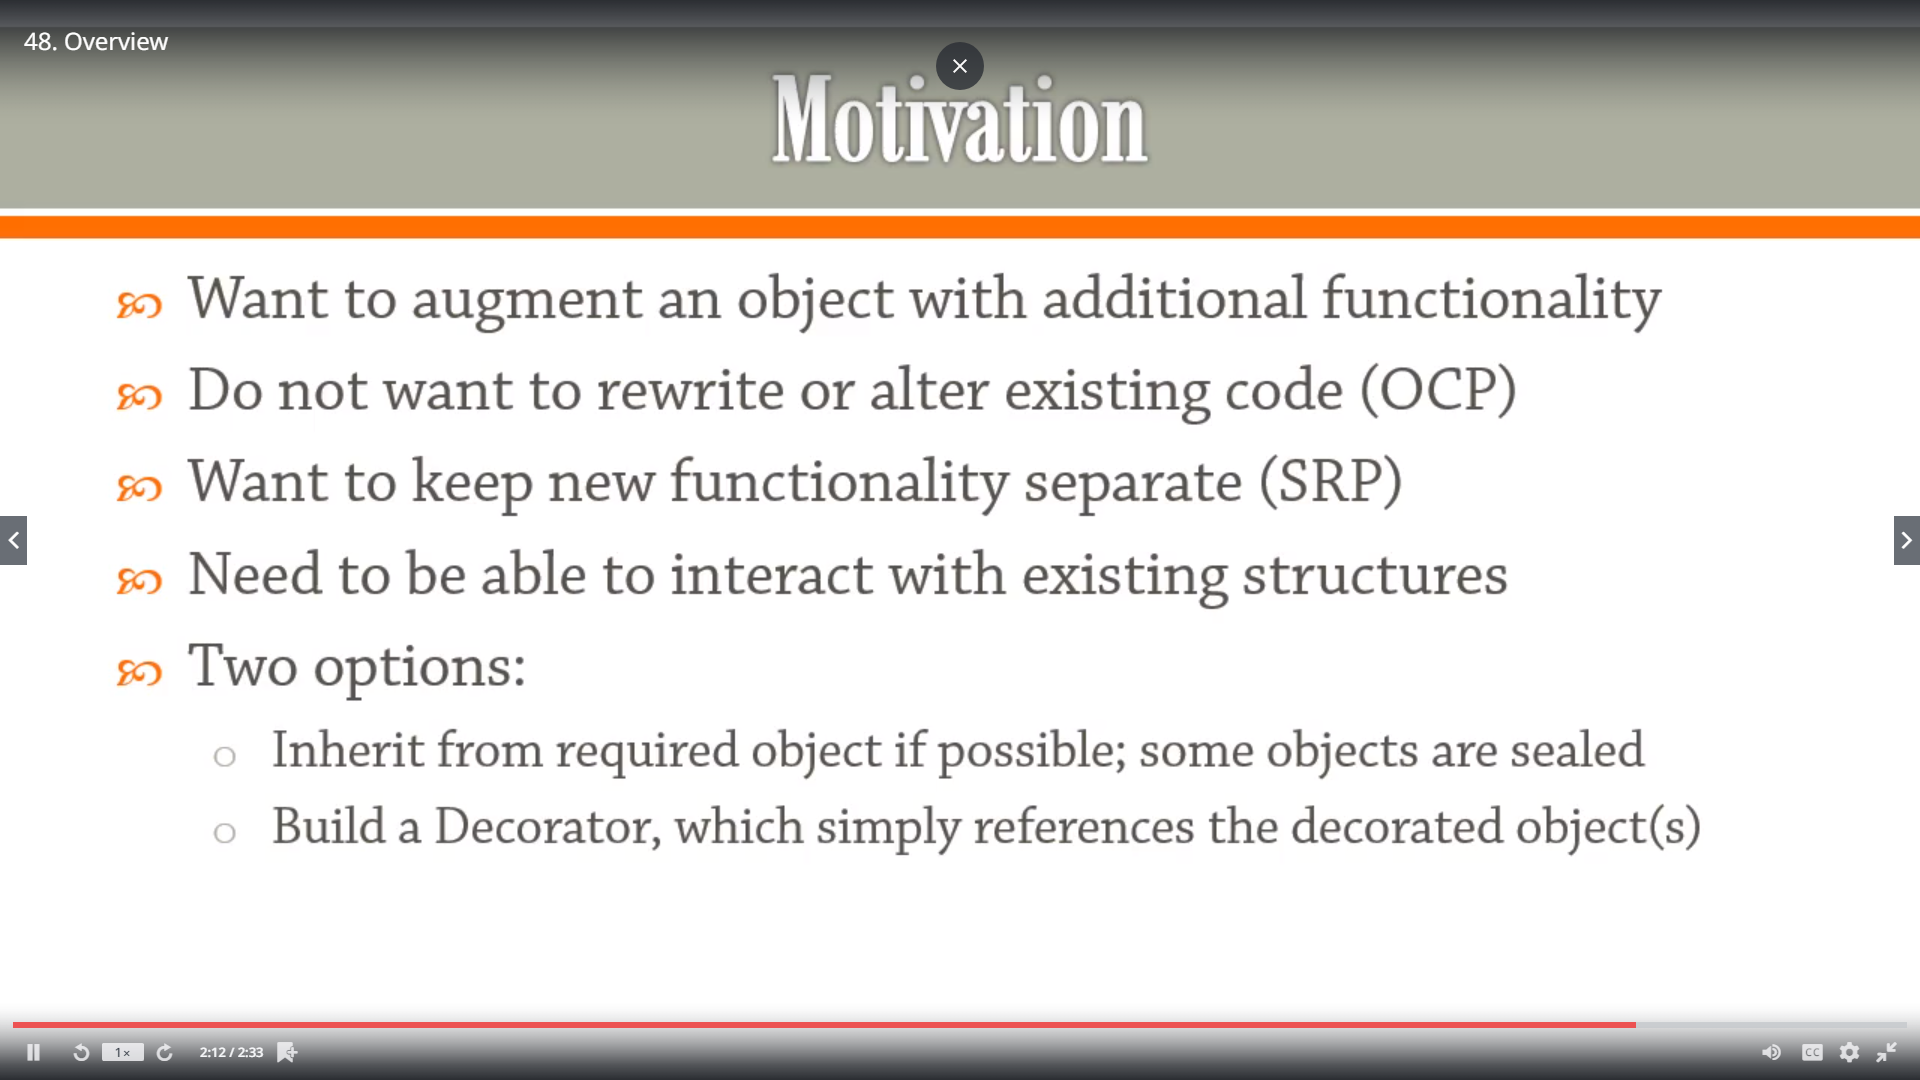 48. Overview
Motivation
Want to augment an object with additional functionality
Do not want to rewrite or alter existing code (OCP)
Want to keep new functionality separate (SRP)
Need to be able to interact with existing structures
Two options:
Inherit from required object if possible; some objects are sealed
Build a Decorator, which simply references the decorated object(s)
1x
2:12 / 2:33
CC